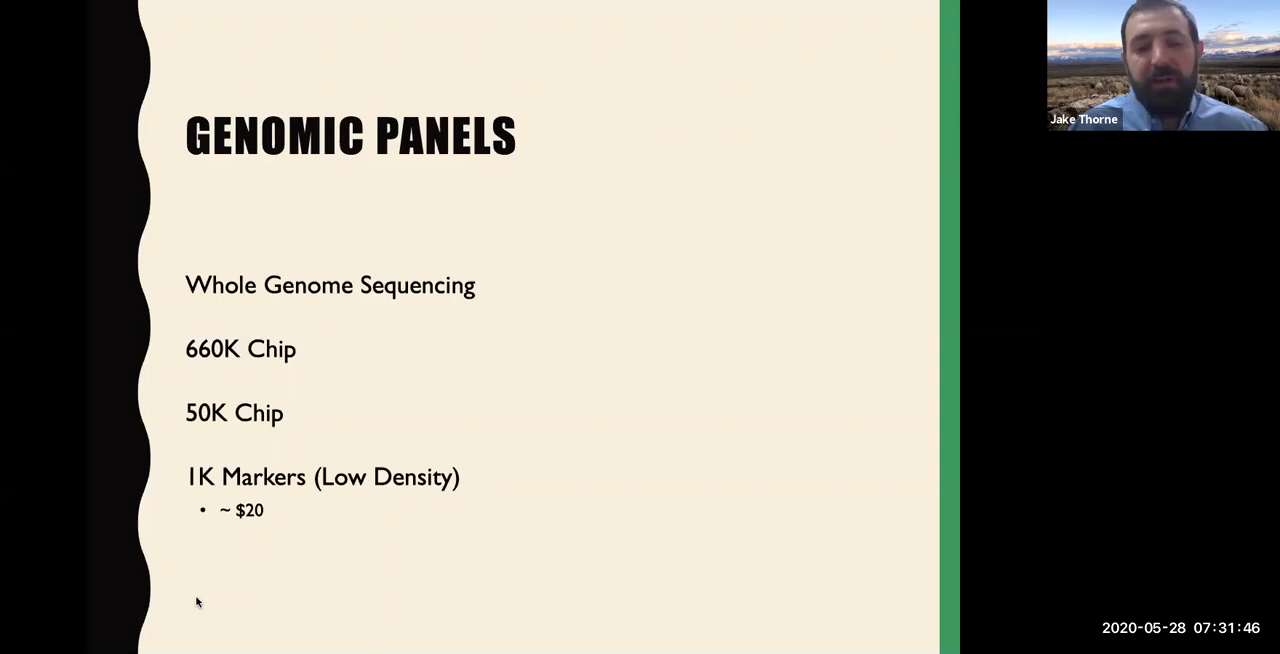 GENOMIC PANELS
Whole Genome Sequencing
660K Chip
50K Chip
1K Markers (Low Density)
• ~ $20
Jake Thorne
2020-05-28 07:31:46